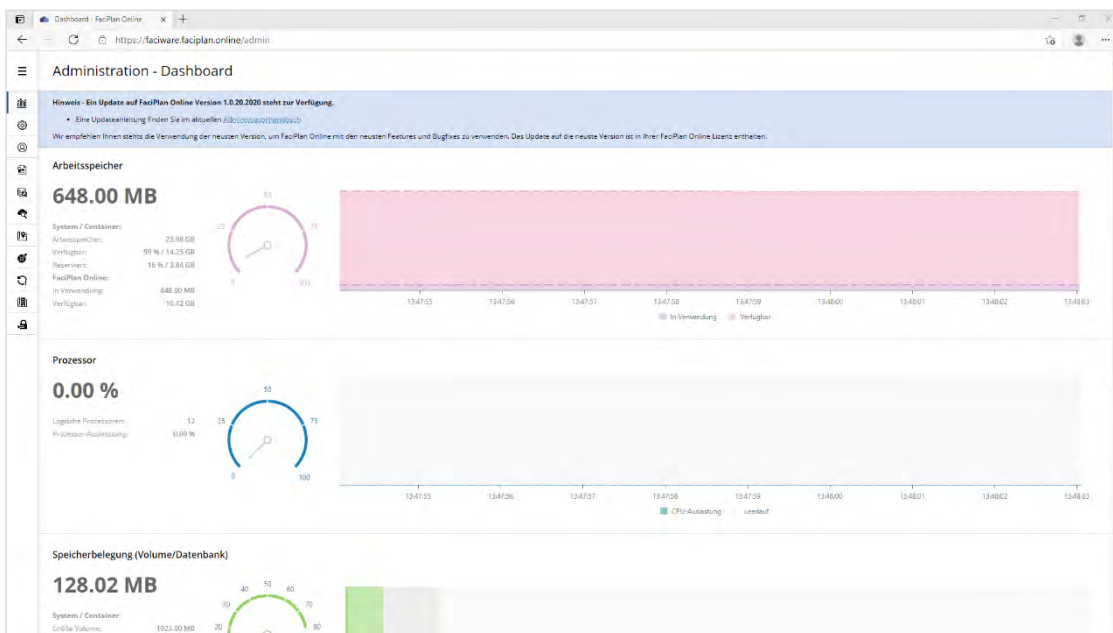 Dashboard - FaciPlan Online
https://faciware.faciplan.online/admin
Administration - Dashboard
Hinweis - Ein Update auf FaciPlan Online Version 1.0.20.2020 steht zur Verfügung.
Eine Updateanleitung finden Sie im aktuellen Administratorhandbuch
Wir empfehlen Ihnen stehts die Verwendung der neusten Version, um FaciPlan Online mit den neusten Features und Bugfixes zu verwenden. Das Update auf die neuste Version ist in Ihrer FaciPlan Online Lizenz enthalten.
Arbeitsspeicher
648.00 MB
System / Container:
Arbeitsspeicher: 23.98 GB
Verfügbar: 59 % / 14.25 GB
Reserviert: 16 % / 3.84 GB
FaciPlan Online:
In Verwendung: 648.00 MB
Verfügbar: 10.42 GB
0 25 50 75 100
13:47:55 13:47:56 13:47:57 13:47:58 13:47:59 13:48:00 13:48:01 13:48:02 13:48:03
In Verwendung Verfügbar
Prozessor
0.00 %
Logische Prozessoren: 12
Prozessor-Auslastung: 0.00 %
0 25 50 75 100
13:47:55 13:47:56 13:47:57 13:47:58 13:47:59 13:48:00 13:48:01 13:48:02 13:48:03
CPU-Auslastung Leerlauf
Speicherbelegung (Volume/Datenbank)
128.02 MB
System / Container
Größe Volume: 1023.00 MB
20 30 40 50 60 70 80